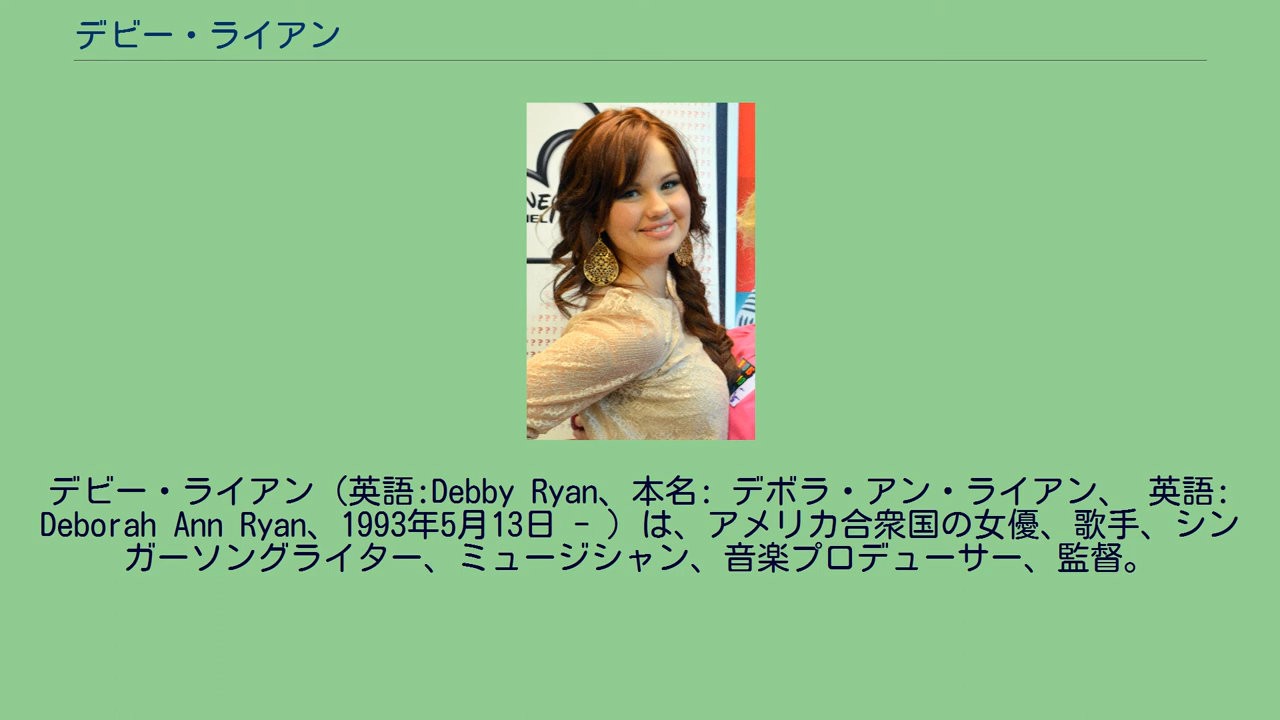 デビー・ライアン
デビー・ライアン（英語:Debby Ryan、本名: デボラ・アン・ライアン、 英語:
Deborah Ann Ryan、1993年5月13日 - ）は、アメリカ合衆国の女優、歌手、シン
ガーソングライター、ミュージシャン、音楽プロデューサー、監督。